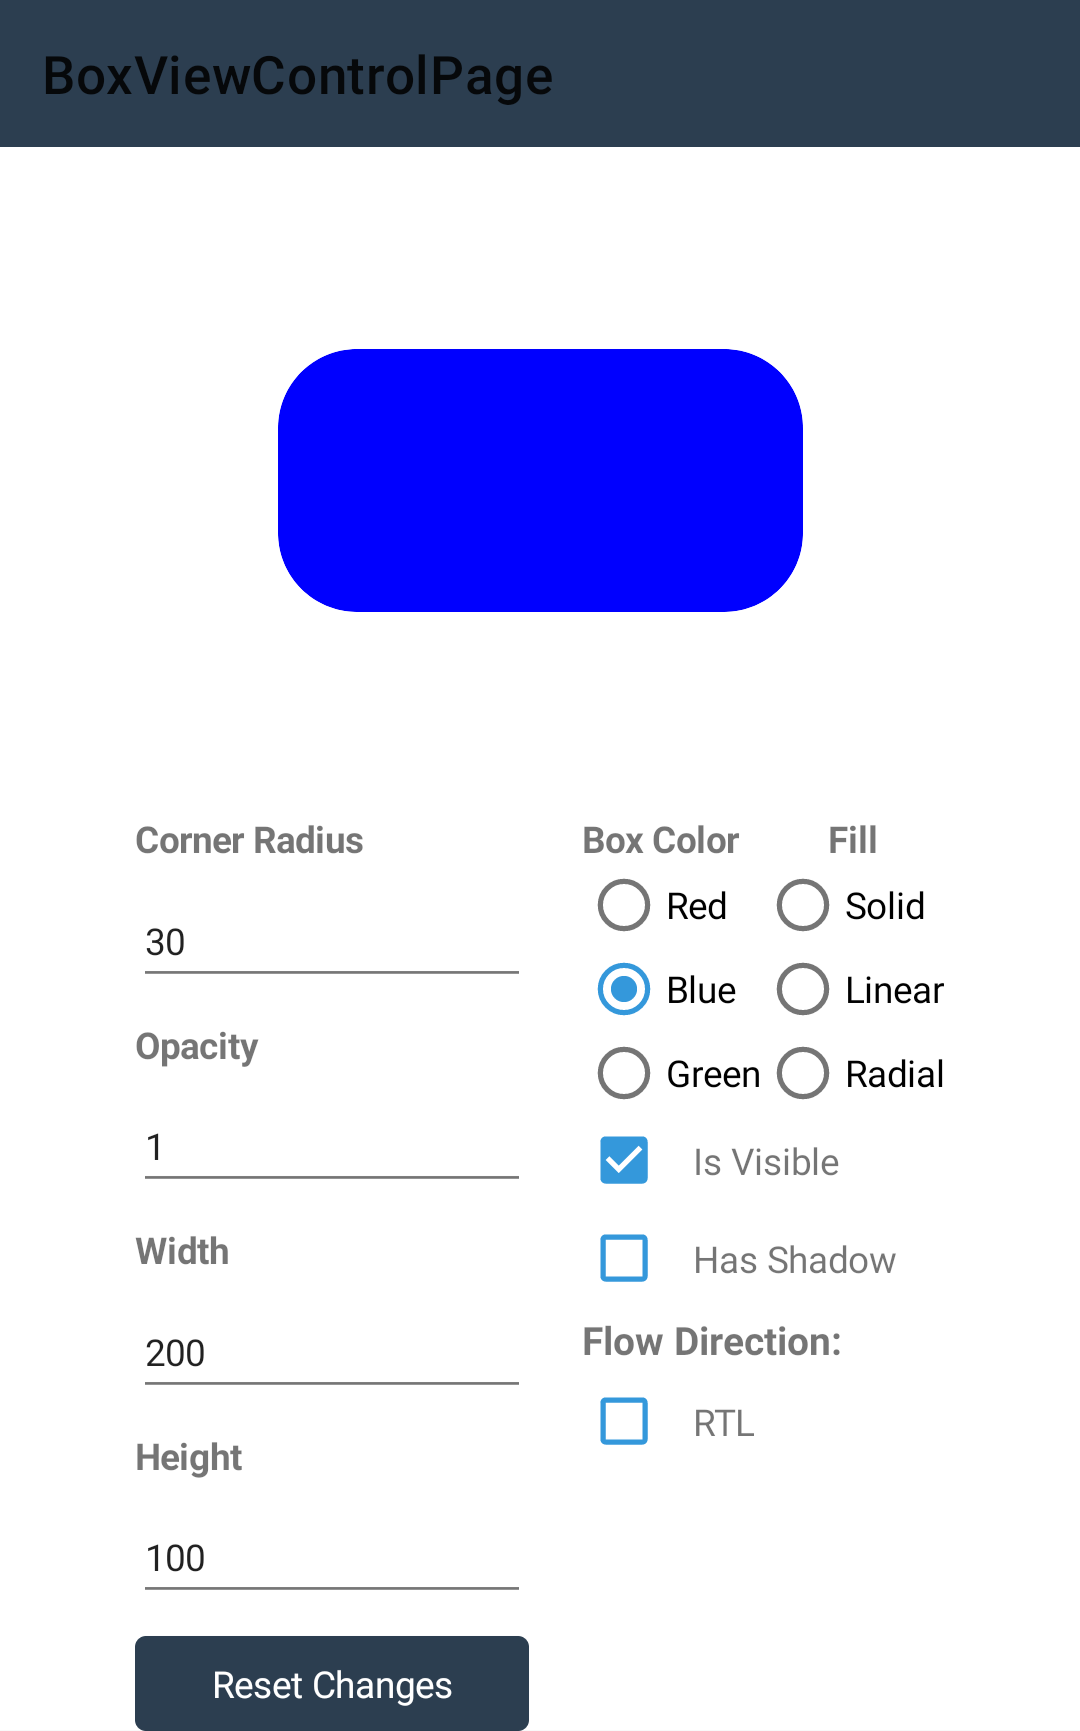 BoxViewControlPage
Corner Radius
30
Opacity
1
Width
200
Height
100
Reset Changes
Box Color
Fill
Red
Solid
Blue
Linear
Green
Radial
Is Visible
Has Shadow
Flow Direction:
RTL